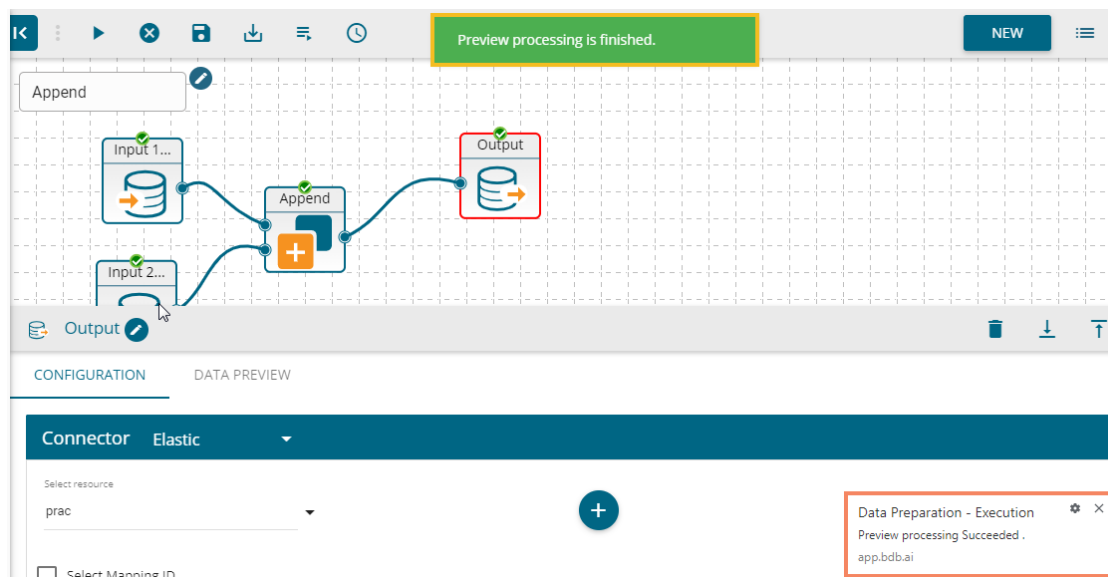 Preview processing is finished.
NEW
Append
Input 1...
Output
Append
Input 2...
Output
CONFIGURATION
DATA PREVIEW
Connector Elastic
Select resource
prac
Data Preparation - Execution
Preview processing Succeeded .
app.bdb.ai
Select Mapping ID